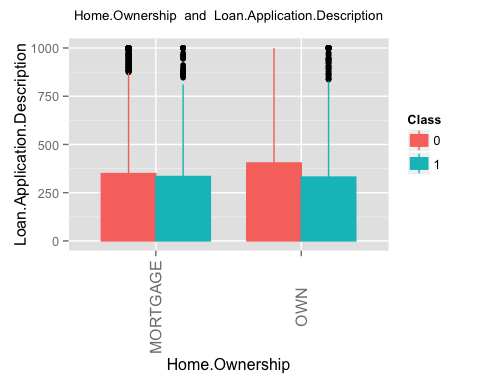 Home.Ownership and Loan.Application.Description
Loan.Application.Description
1000
750
500
250
0
MORTGAGE
OWN
Home.Ownership
Class
0
1